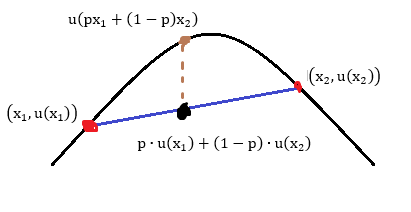 u(px₁ + (1 − p)x₂)
(x₂, u(x₂))
(x₁, u(x₁))
p · u(x₁) + (1 − p) · u(x₂)